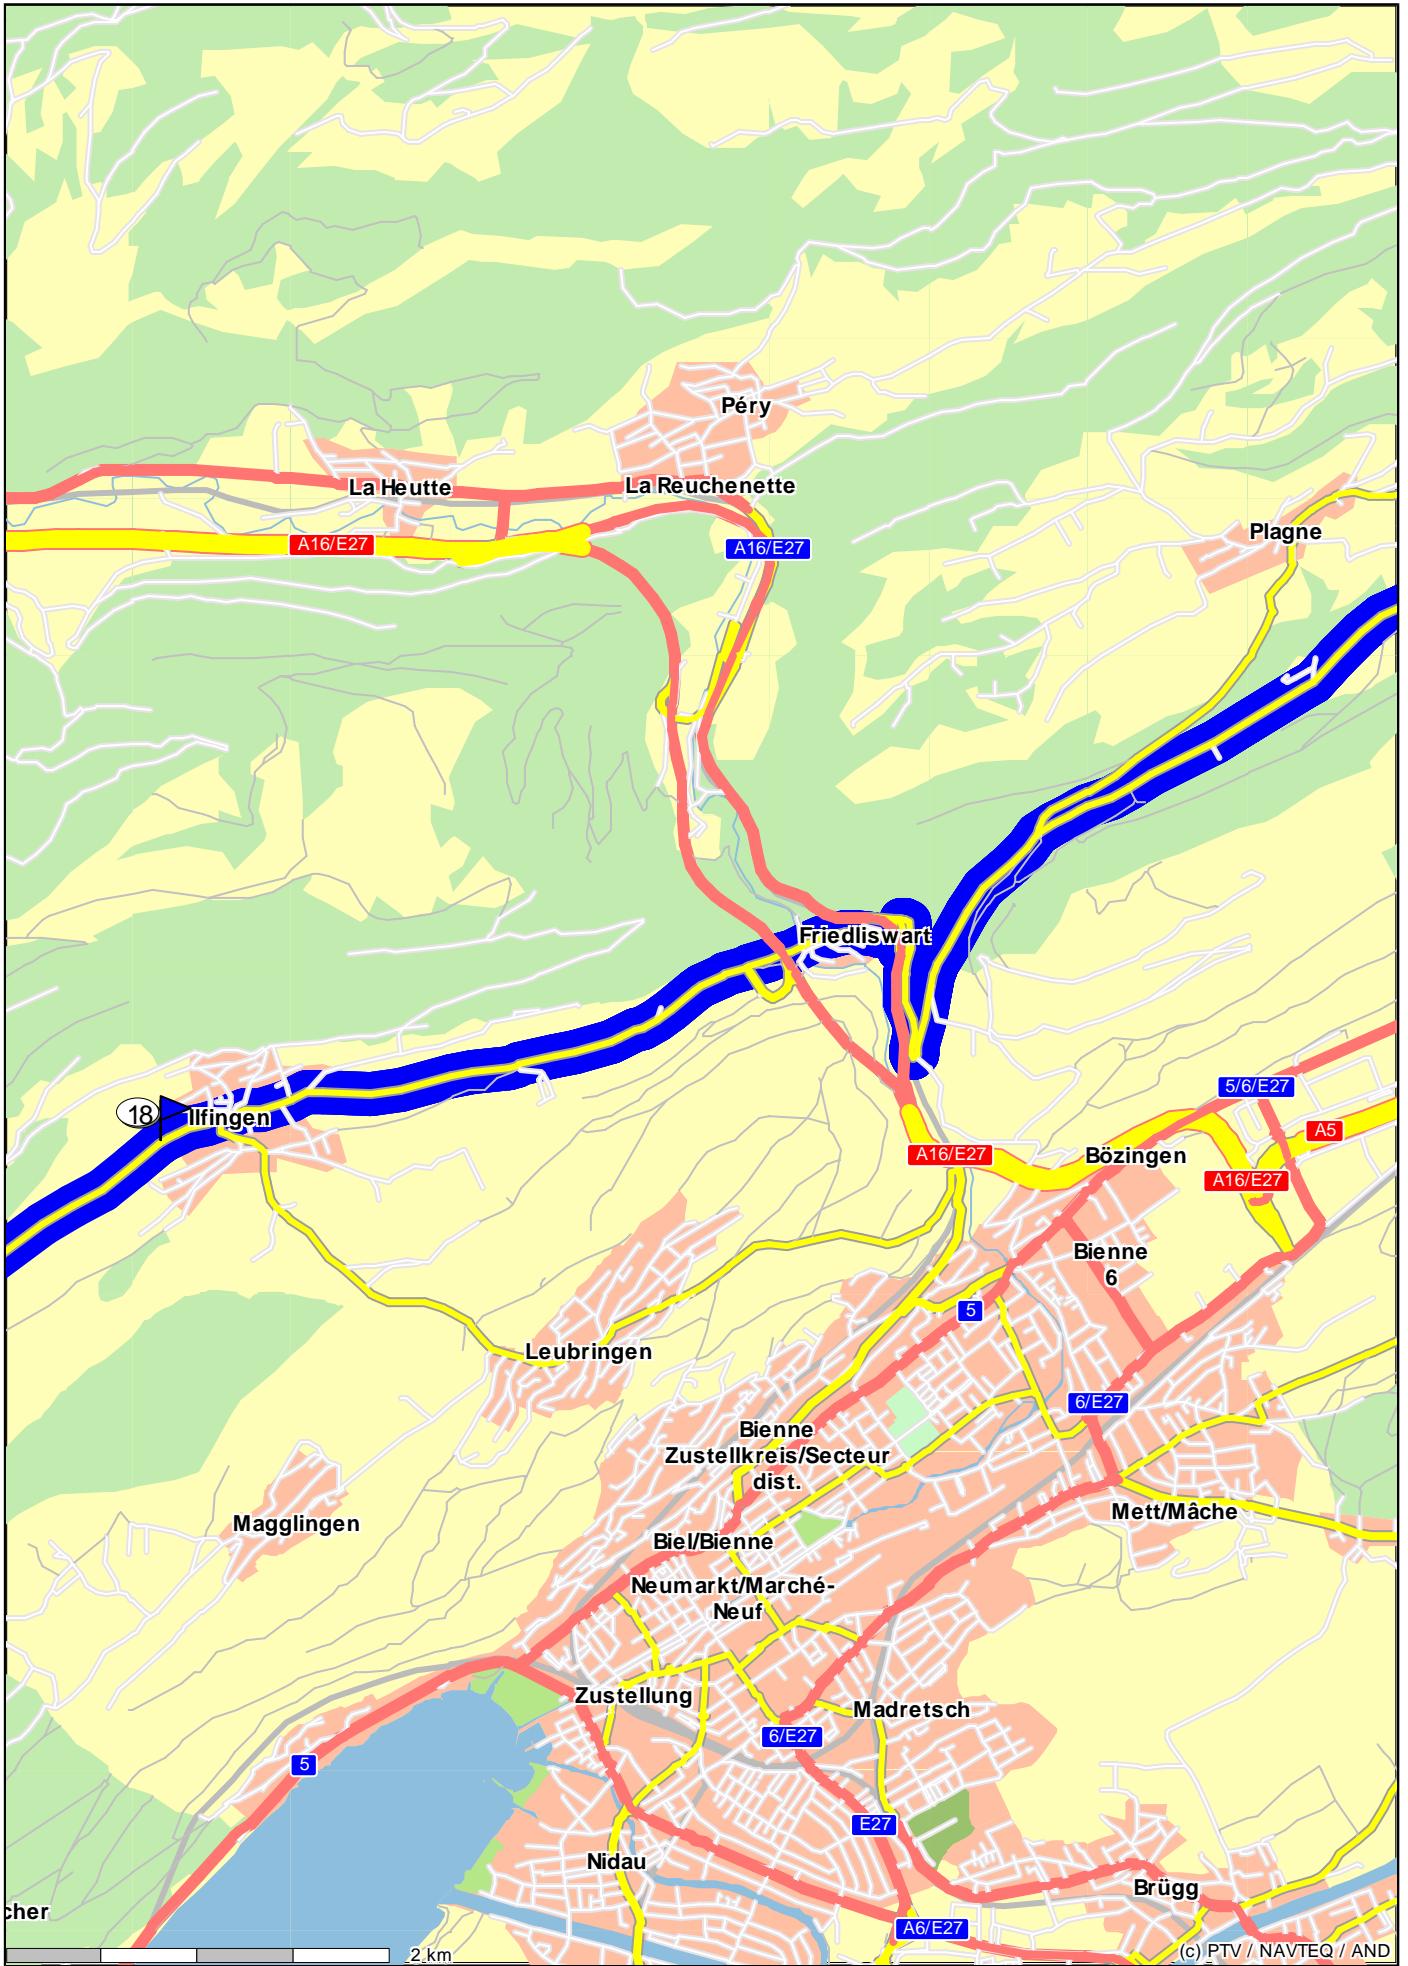 Péry
La Heutte
La Reuchenette
A16/E27
A16/E27
Plagne
Friedliswart
18
Ilfingen
5/6/E27
A5
A16/E27
Bözingen
A16/E27
Bienne
6
5
Leubringen
6/E27
Bienne
Zustellkreis/Secteur
dist.
Mett/Mâche
Magglingen
Biel/Bienne
Neumarkt/Marché-
Neuf
Zustellung
Madretsch
6/E27
5
E27
Nidau
Brügg
cher
A6/E27
2 km
(c) PTV / NAVTEQ / AND